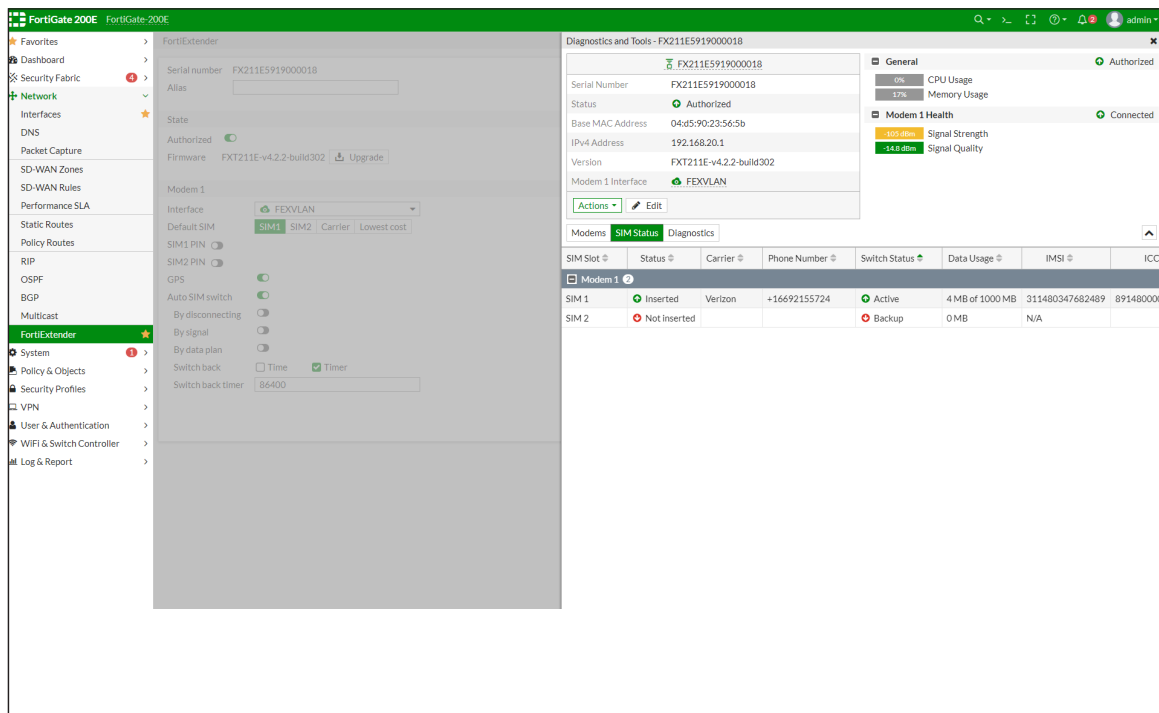 FortiGate 200E FortiGate-200E
2 admin
Favorites
Dashboard
Security Fabric 4
Network
Interfaces
DNS
Packet Capture
SD-WAN Zones
SD-WAN Rules
Performance SLA
Static Routes
Policy Routes
RIP
OSPF
BGP
Multicast
FortiExtender
System 1
Policy & Objects
Security Profiles
VPN
User & Authentication
WiFi & Switch Controller
Log & Report
FortiExtender
Serial number FX211E5919000018
Alias
State
Authorized
Firmware FXT211E-v4.2.2-build302 Upgrade
Modem 1
Interface FEXVLAN
Default SIM SIM1 SIM2 Carrier Lowest cost
SIM1 PIN
SIM2 PIN
GPS
Auto SIM switch
By disconnecting
By signal
By data plan
Switch back Time Timer
Switch back timer 86400
Diagnostics and Tools - FX211E5919000018
FX211E5919000018
Serial Number FX211E5919000018
Status Authorized
Base MAC Address 04:d5:90:23:56:5b
IPv4 Address 192.168.20.1
Version FXT211E-v4.2.2-build302
Modem 1 Interface FEXVLAN
Actions Edit
General Authorized
0% CPU Usage
17% Memory Usage
Modem 1 Health Connected
-105 dBm Signal Strength
-14.8 dBm Signal Quality
Modems SIM Status Diagnostics
SIM Slot Status Carrier Phone Number Switch Status Data Usage IMSI ICC
Modem 1 2
SIM 1 Inserted Verizon +16692155724 Active 4 MB of 1000 MB 311480347682489 89148000
SIM 2 Not inserted Backup 0 MB N/A